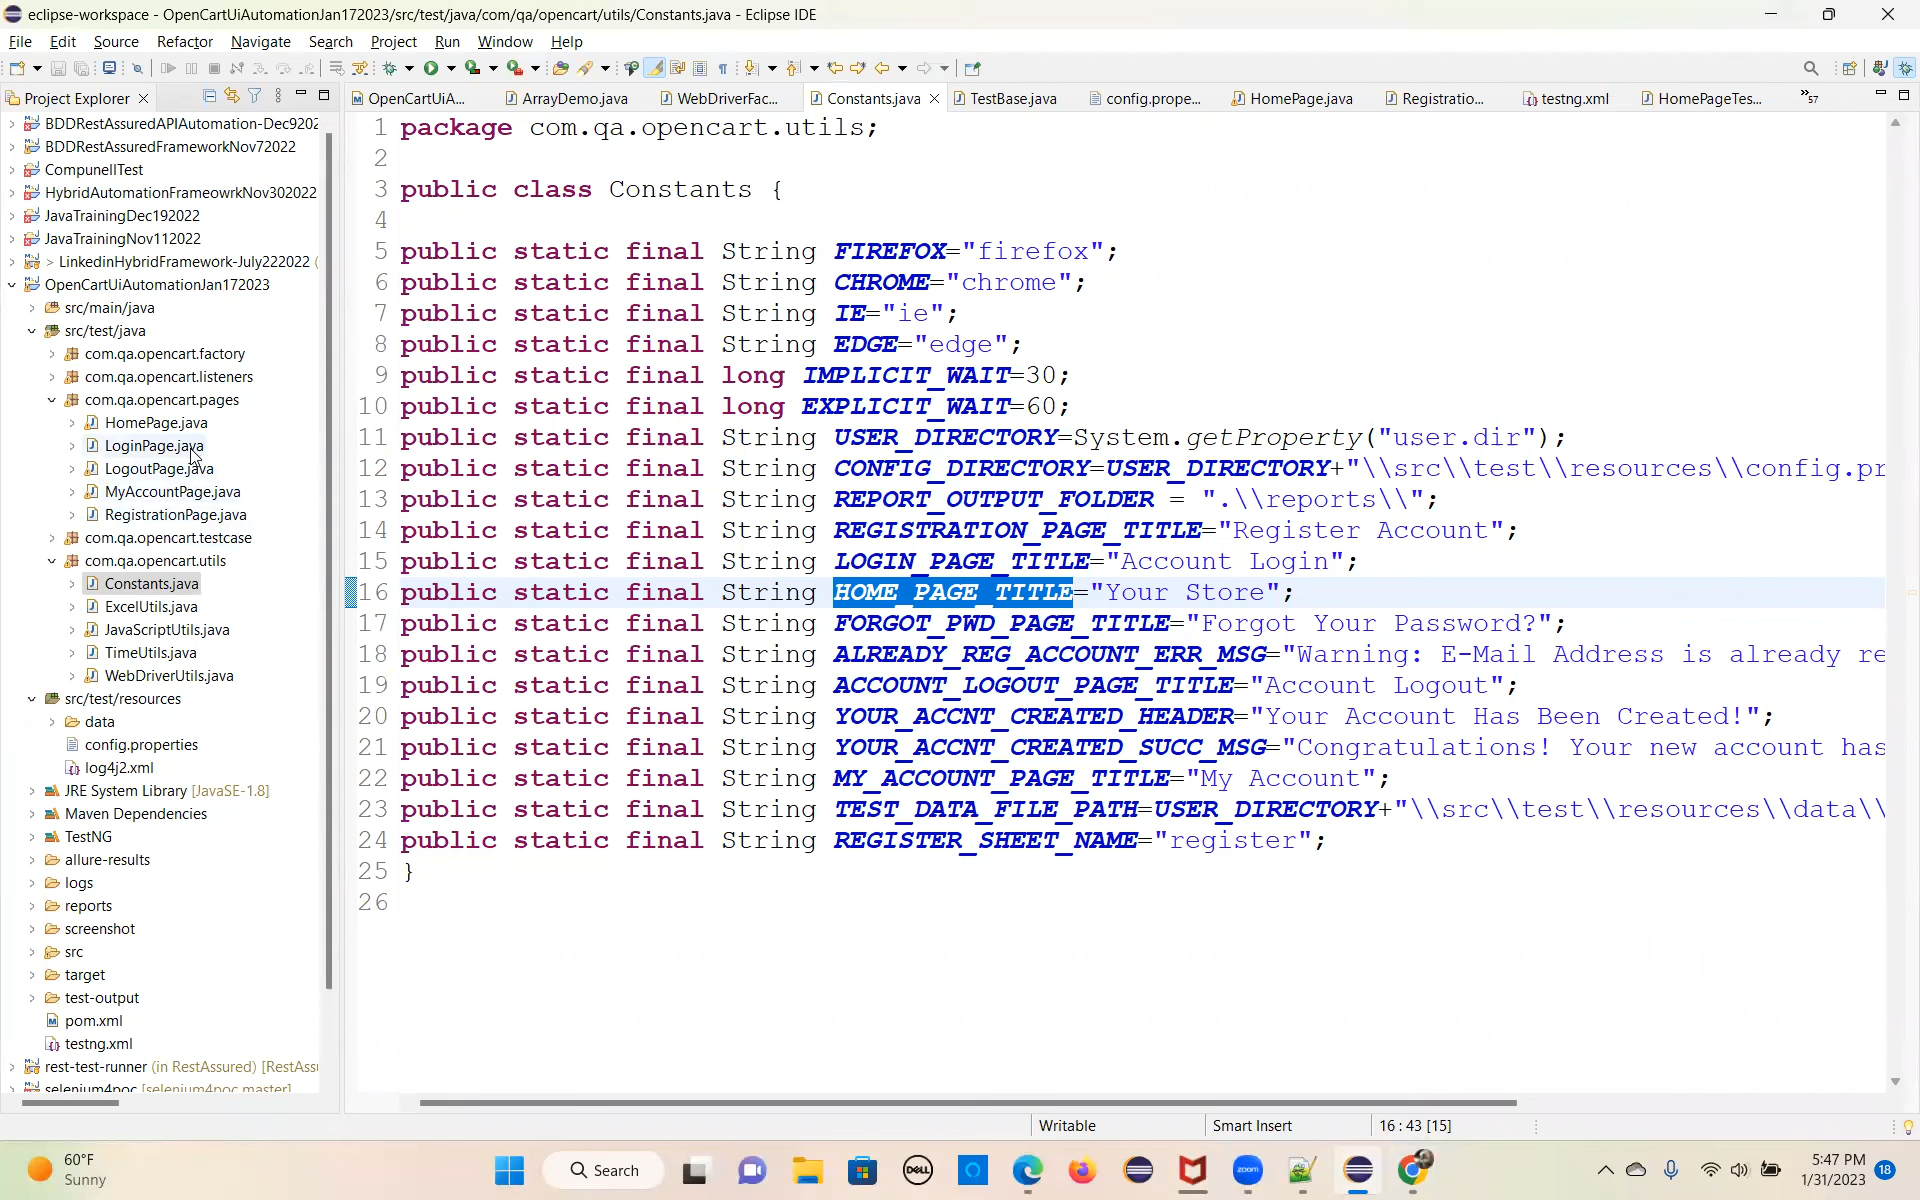 eclipse-workspace - OpenCartUiAutomationJan172023/src/test/java/com/qa/opencart/utils/Constants.java - Eclipse IDE
File Edit Source Refactor Navigate Search Project Run Window Help
Project Explorer
OpenCartUiA... ArrayDemo.java WebDriverFac... Constants.java TestBase.java config.prope... HomePage.java Registratio... testng.xml HomePageTes... »57
BDDRestAssuredAPIAutomation-Dec9202
BDDRestAssuredFrameworkNov72022
CompunellTest
HybridAutomationFrameowrkNov302022
JavaTrainingDec192022
JavaTrainingNov112022
> LinkedinHybridFramework-July222022 (
OpenCartUiAutomationJan172023
src/main/java
src/test/java
com.qa.opencart.factory
com.qa.opencart.listeners
com.qa.opencart.pages
HomePage.java
LoginPage.java
LogoutPage.java
MyAccountPage.java
RegistrationPage.java
com.qa.opencart.testcase
com.qa.opencart.utils
Constants.java
ExcelUtils.java
JavaScriptUtils.java
TimeUtils.java
WebDriverUtils.java
src/test/resources
data
config.properties
log4j2.xml
JRE System Library [JavaSE-1.8]
Maven Dependencies
TestNG
allure-results
logs
reports
screenshot
src
target
test-output
pom.xml
testng.xml
rest-test-runner (in RestAssured) [RestAssu
selenium4poc [selenium4poc master]
1 package com.qa.opencart.utils;
2
3 public class Constants {
4
5 public static final String FIREFOX="firefox";
6 public static final String CHROME="chrome";
7 public static final String IE="ie";
8 public static final String EDGE="edge";
9 public static final long IMPLICIT_WAIT=30;
10 public static final long EXPLICIT_WAIT=60;
11 public static final String USER_DIRECTORY=System.getProperty("user.dir");
12 public static final String CONFIG_DIRECTORY=USER_DIRECTORY+"\\src\\test\\resources\\config.pr
13 public static final String REPORT_OUTPUT_FOLDER = ".\\reports\\";
14 public static final String REGISTRATION_PAGE_TITLE="Register Account";
15 public static final String LOGIN_PAGE_TITLE="Account Login";
16 public static final String HOME_PAGE_TITLE="Your Store";
17 public static final String FORGOT_PWD_PAGE_TITLE="Forgot Your Password?";
18 public static final String ALREADY_REG_ACCOUNT_ERR_MSG="Warning: E-Mail Address is already re
19 public static final String ACCOUNT_LOGOUT_PAGE_TITLE="Account Logout";
20 public static final String YOUR_ACCNT_CREATED_HEADER="Your Account Has Been Created!";
21 public static final String YOUR_ACCNT_CREATED_SUCC_MSG="Congratulations! Your new account has
22 public static final String MY_ACCOUNT_PAGE_TITLE="My Account";
23 public static final String TEST_DATA_FILE_PATH=USER_DIRECTORY+"\\src\\test\\resources\\data\\
24 public static final String REGISTER_SHEET_NAME="register";
25 }
26
Writable Smart Insert 16 : 43 [15]
60°F
Sunny
Search
DELL
zoom
5:47 PM
1/31/2023
18